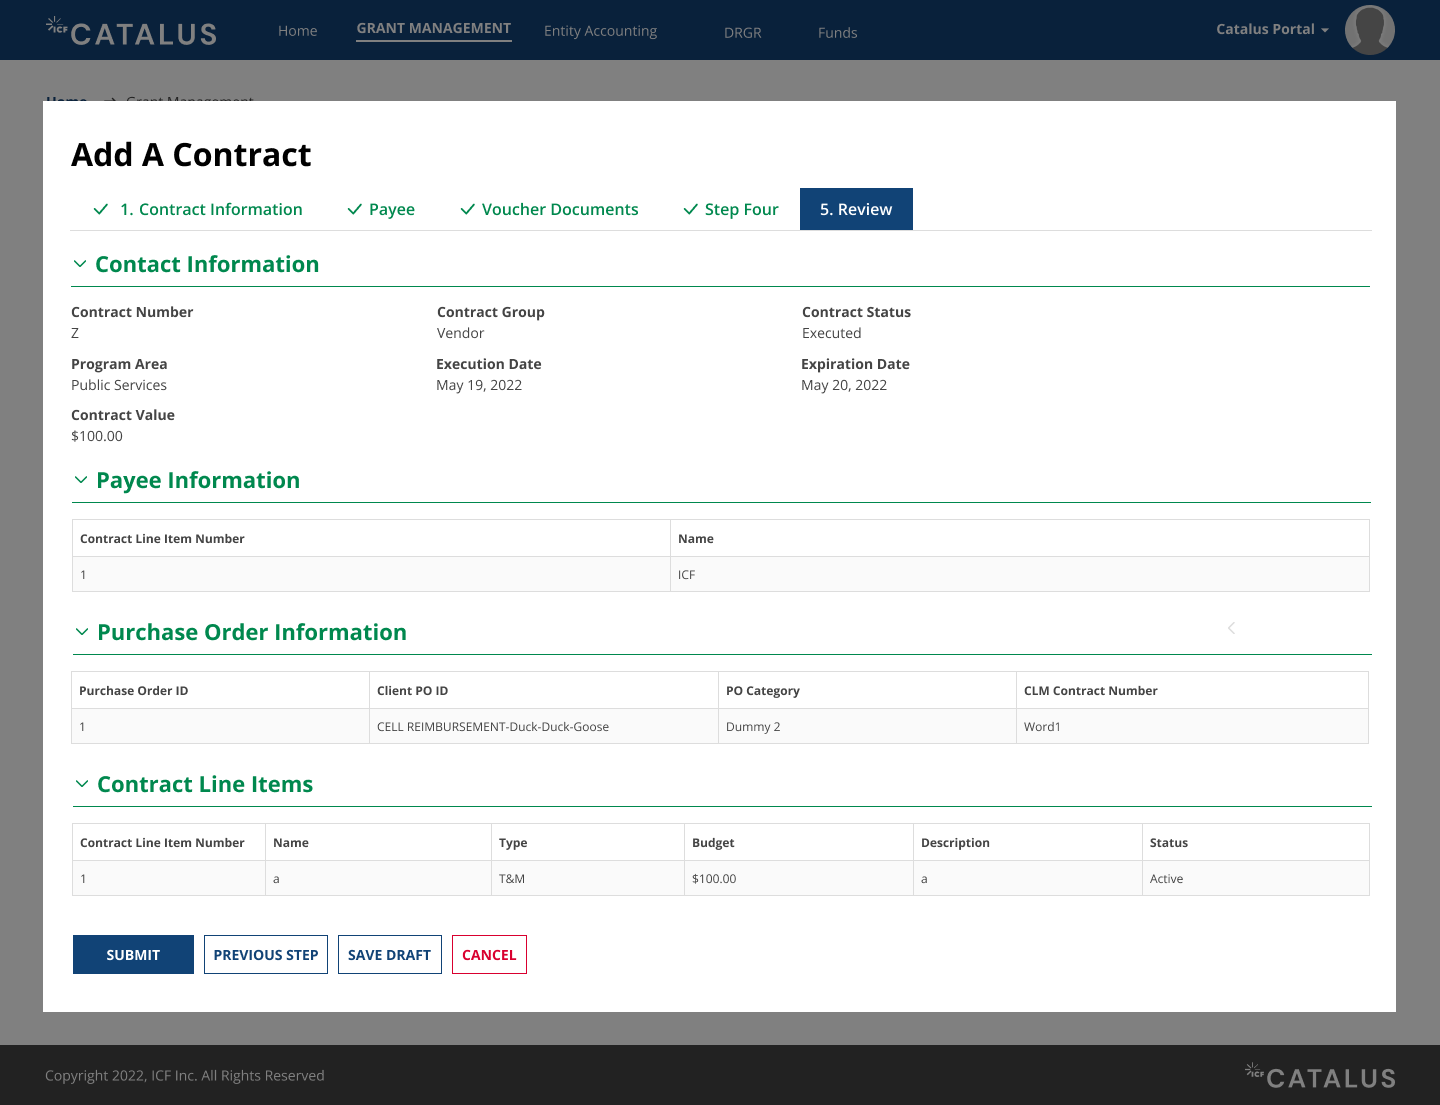 ICF CATALUS
Home GRANT MANAGEMENT Entity Accounting DRGR Funds Catalus Portal
Home → Grant Management
Add A Contract
1. Contract Information Payee Voucher Documents Step Four 5. Review
Contact Information
Contract Number Contract Group Contract Status
Z Vendor Executed
Program Area Execution Date Expiration Date
Public Services May 19, 2022 May 20, 2022
Contract Value
$100.00
Payee Information
Contract Line Item Number Name
1 ICF
Purchase Order Information
Purchase Order ID Client PO ID PO Category CLM Contract Number
1 CELL REIMBURSEMENT-Duck-Duck-Goose Dummy 2 Word1
Contract Line Items
Contract Line Item Number Name Type Budget Description Status
1 a T&M $100.00 a Active
SUBMIT PREVIOUS STEP SAVE DRAFT CANCEL
Copyright 2022, ICF Inc. All Rights Reserved
ICF CATALUS